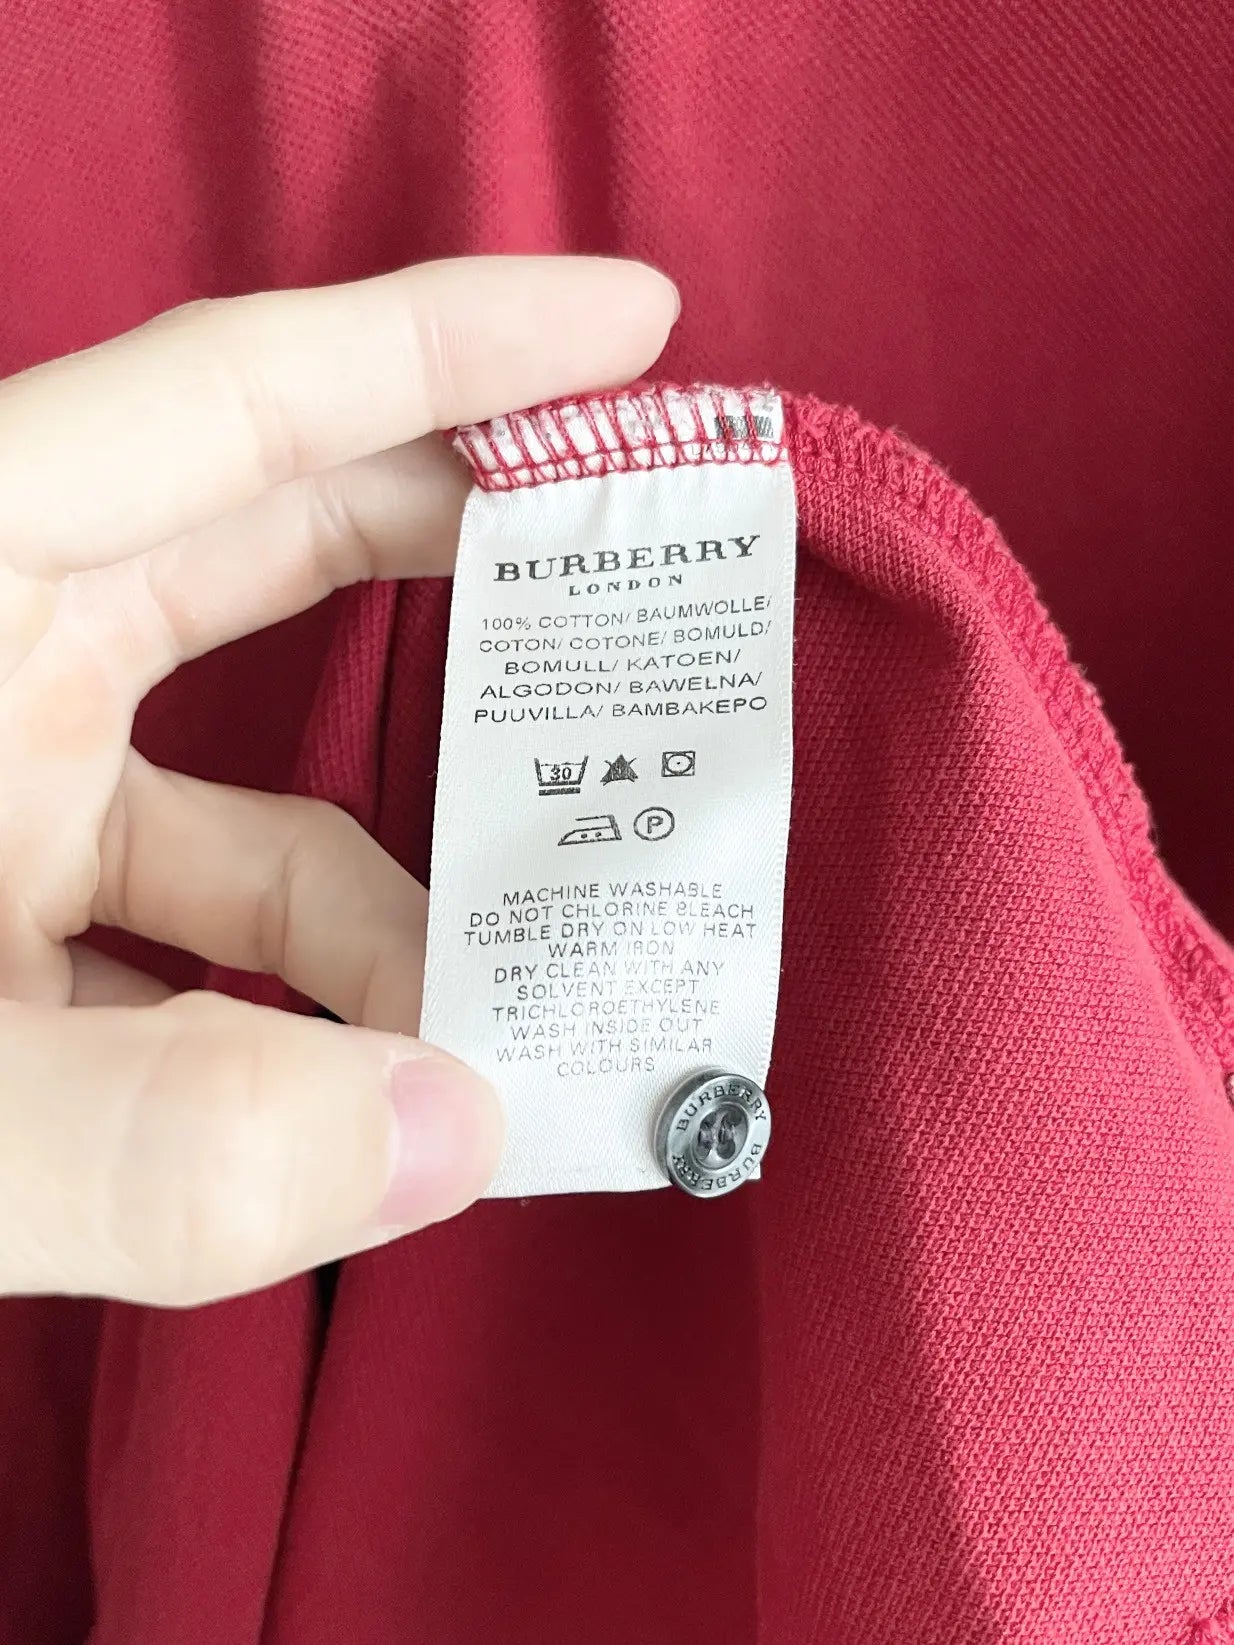 BURBERRY
LONDON
100% COTTON/ BAUMWOLLE/
COTON/ COTONE/ BOMULD/
BOMULL/ KATOEN/
ALGODON/ BAWELNA/
PUUVILLA/ BAMBAKEPO
30
P
MACHINE WASHABLE
DO NOT CHLORINE BLEACH
TUMBLE DRY ON LOW HEAT
WARM IRON
DRY CLEAN WITH ANY
SOLVENT EXCEPT
TRICHLOROETHYLENE
WASH INSIDE OUT
WASH WITH SIMILAR
COLOURS
BURBERRY
BURBERRY